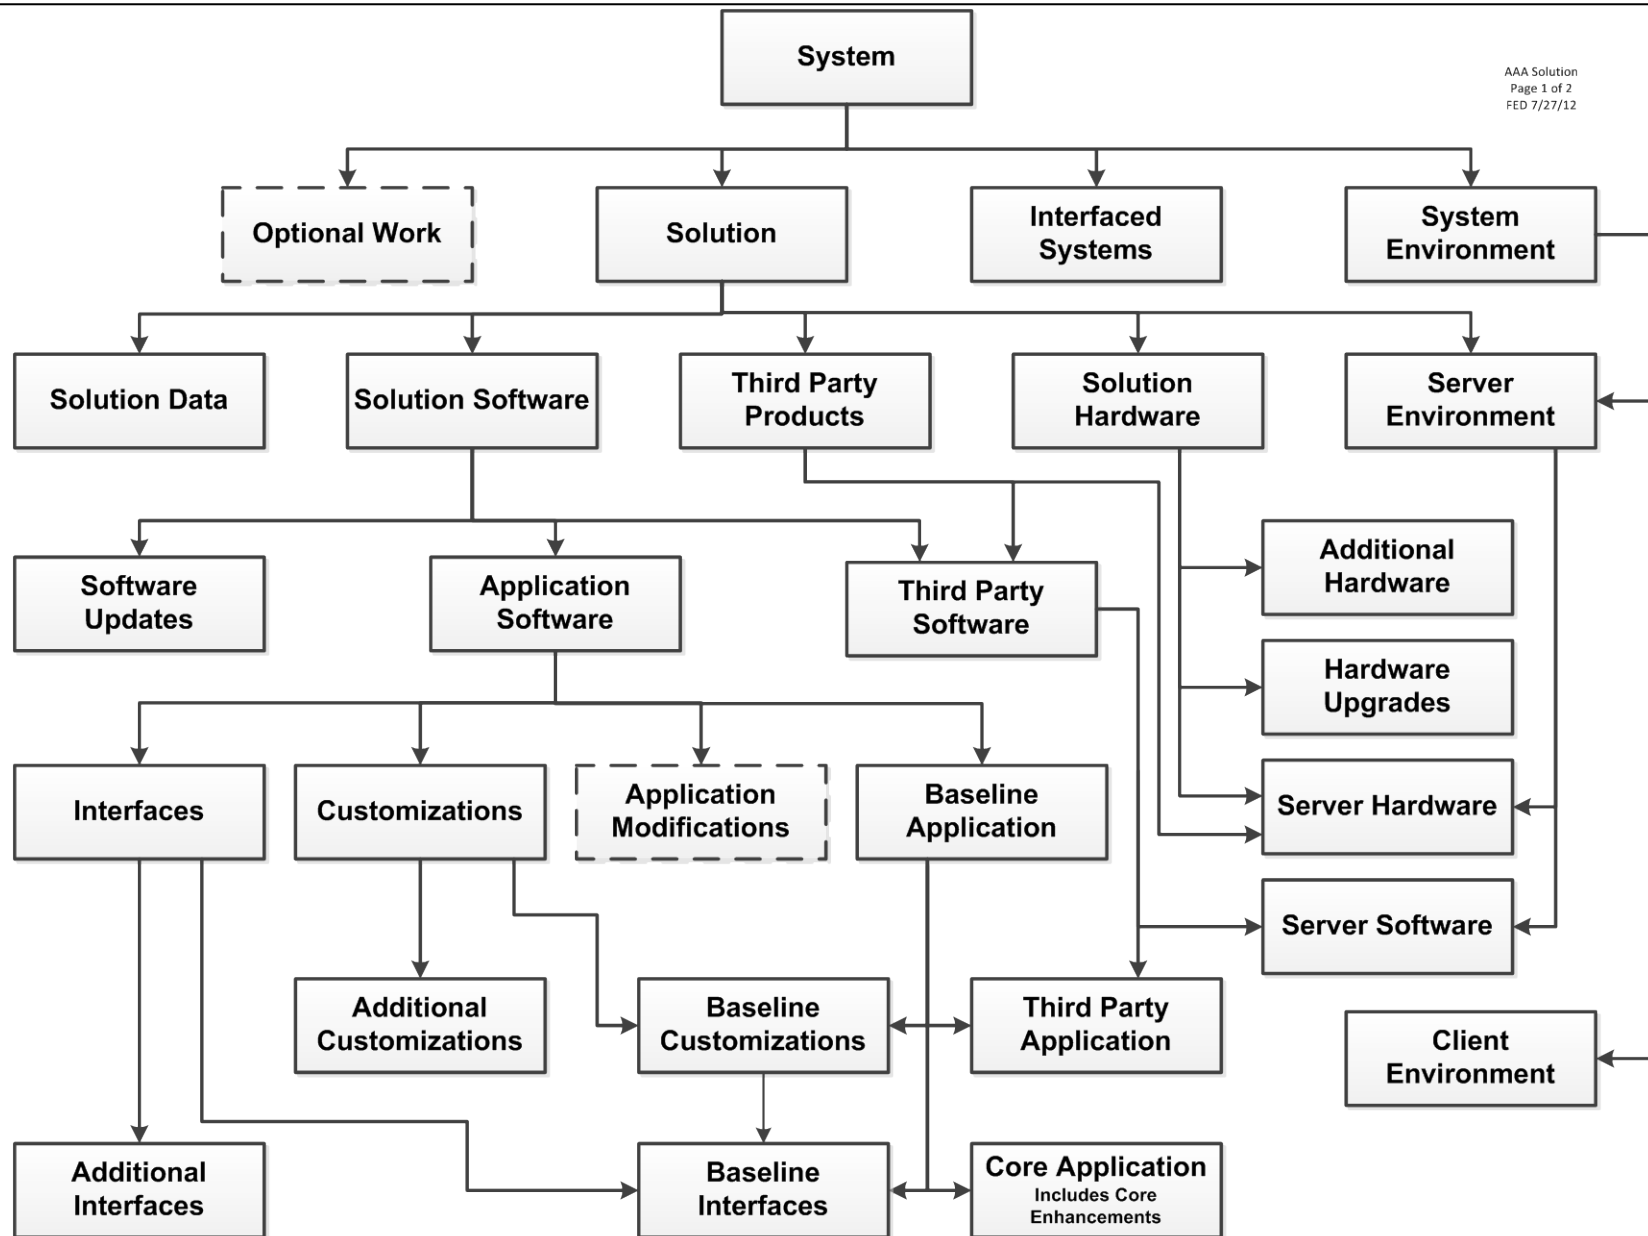 System
AAA Solution
Page 1 of 2
FED 7/27/12
Optional Work
Solution
Interfaced
Systems
System
Environment
Solution Data
Solution Software
Third Party
Products
Solution
Hardware
Server
Environment
Software
Updates
Application
Software
Third Party
Software
Additional
Hardware
Hardware
Upgrades
Interfaces
Customizations
Application
Modifications
Baseline
Application
Server Hardware
Server Software
Additional
Customizations
Baseline
Customizations
Third Party
Application
Client
Environment
Additional
Interfaces
Baseline
Interfaces
Core Application
Includes Core
Enhancements